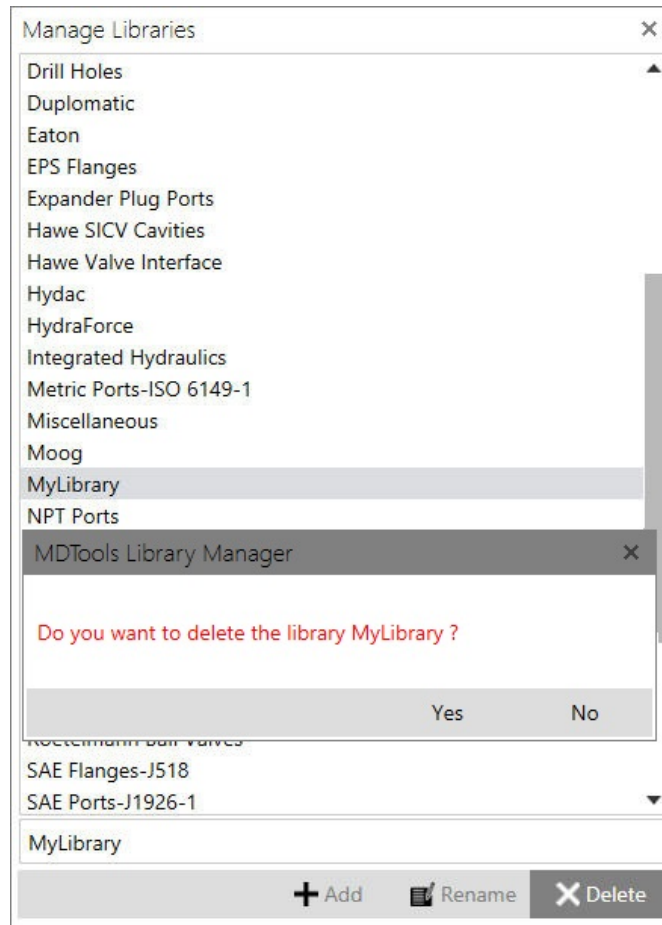 Manage Libraries
Drill Holes
Duplomatic
Eaton
EPS Flanges
Expander Plug Ports
Hawe SICV Cavities
Hawe Valve Interface
Hydac
HydraForce
Integrated Hydraulics
Metric Ports-ISO 6149-1
Miscellaneous
Moog
MyLibrary
NPT Ports
MDTools Library Manager
Do you want to delete the library MyLibrary ?
Yes No
SAE Flanges-J518
SAE Ports-J1926-1
MyLibrary
Add Rename Delete